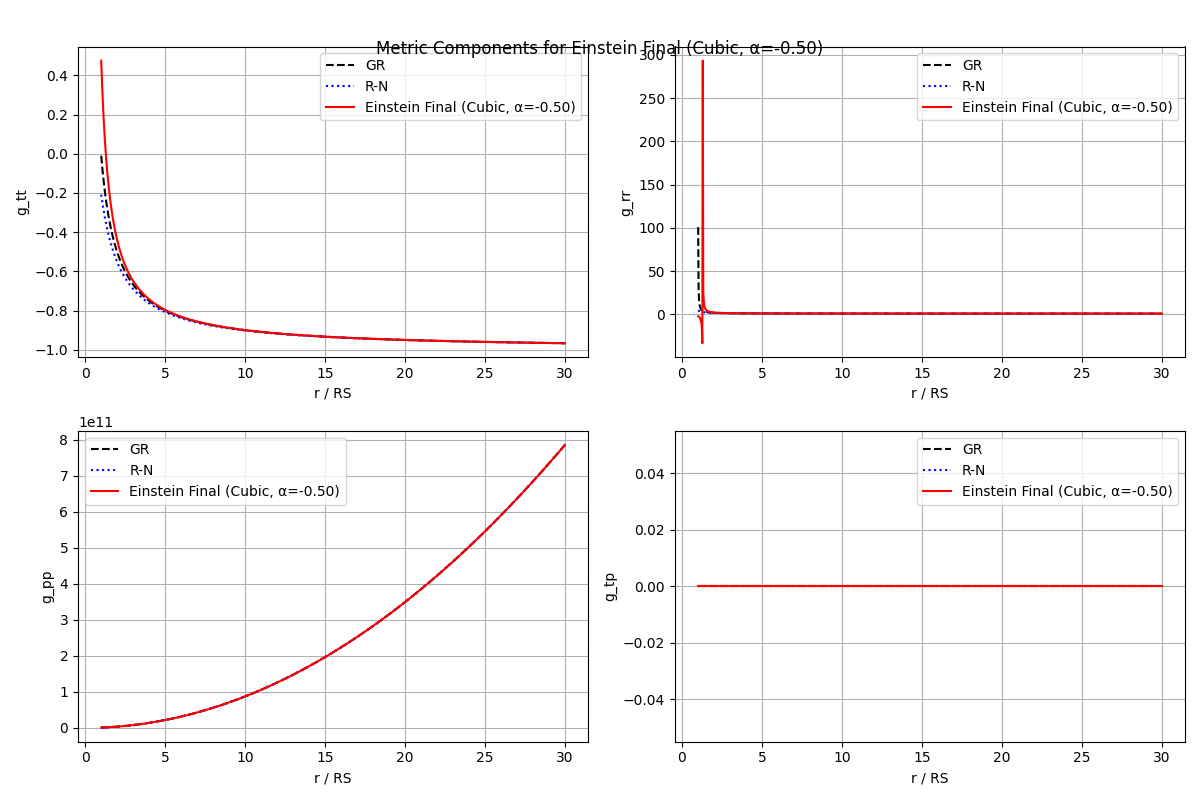 Metric Components for Einstein Final (Cubic, α=-0.50)
g_tt
0.4
0.2
0.0
−0.2
−0.4
−0.6
−0.8
−1.0
GR
R-N
Einstein Final (Cubic, α=-0.50)
0 5 10 15 20 25 30
r / RS
g_rr
300
250
200
150
100
50
0
GR
R-N
Einstein Final (Cubic, α=-0.50)
0 5 10 15 20 25 30
r / RS
1e11
g_pp
8
7
6
5
4
3
2
1
0
GR
R-N
Einstein Final (Cubic, α=-0.50)
0 5 10 15 20 25 30
r / RS
g_tp
0.04
0.02
0.00
−0.02
−0.04
GR
R-N
Einstein Final (Cubic, α=-0.50)
0 5 10 15 20 25 30
r / RS